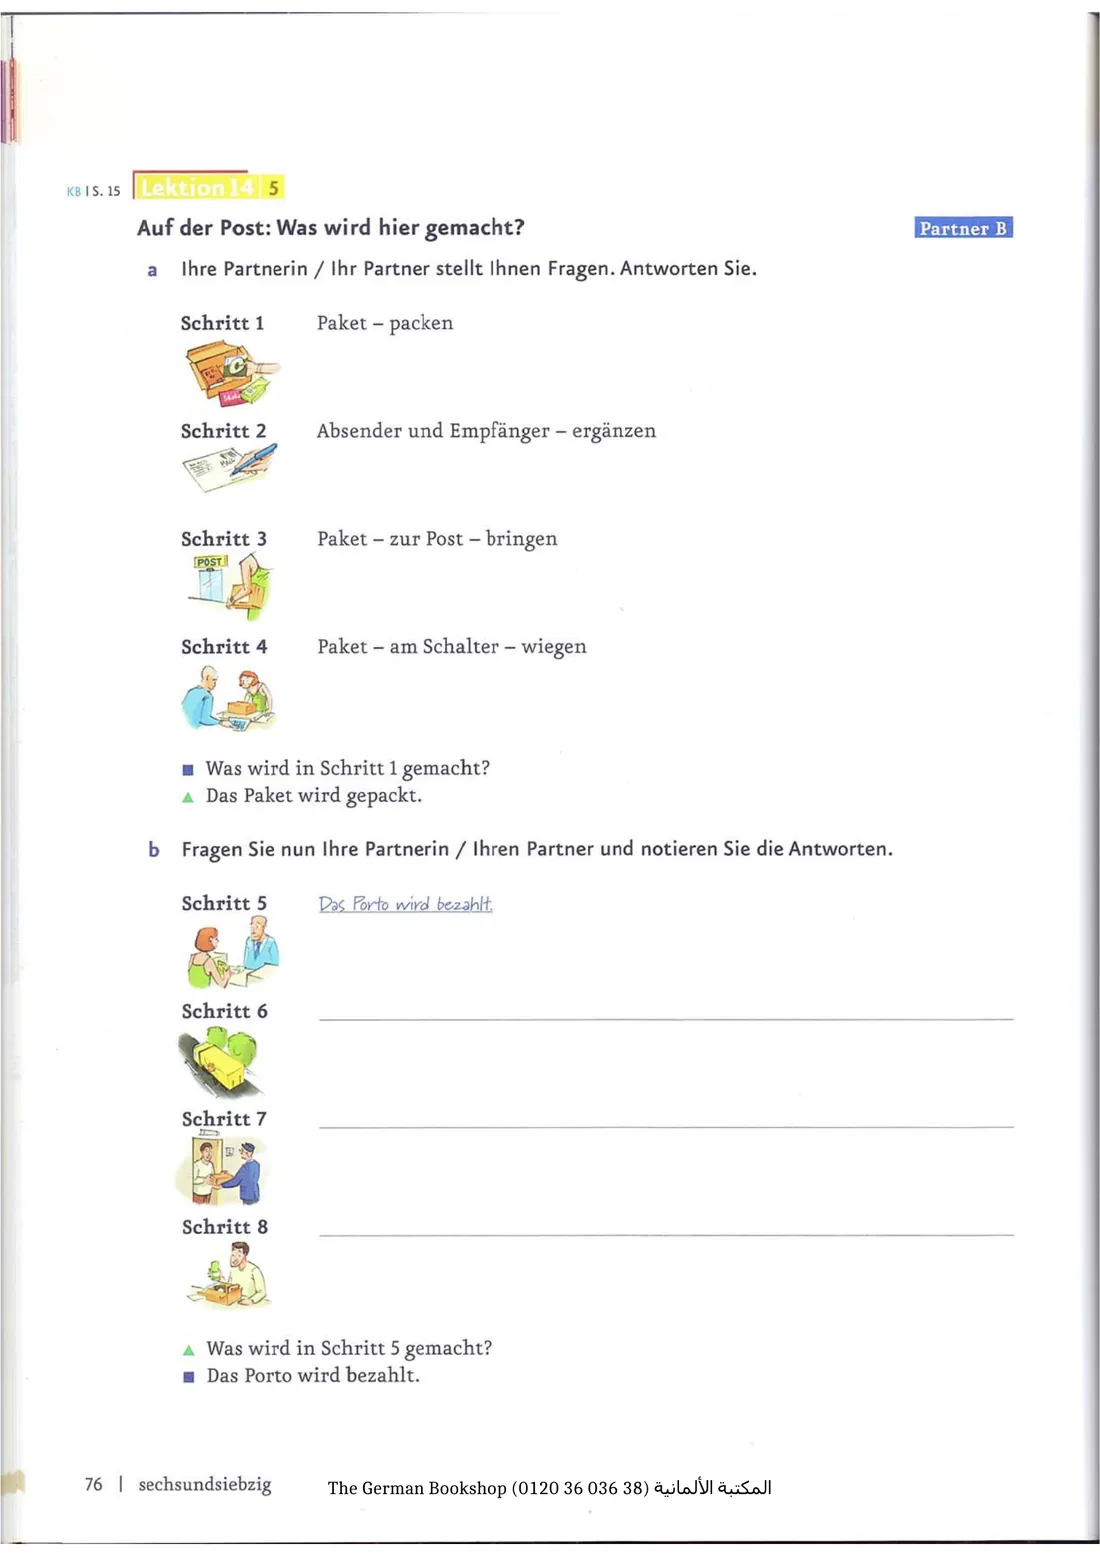 KB | S. 15 Lektion 14 5
Auf der Post: Was wird hier gemacht?
Partner B
a Ihre Partnerin / Ihr Partner stellt Ihnen Fragen. Antworten Sie.
Schritt 1 Paket – packen
Schritt 2 Absender und Empfänger – ergänzen
Schritt 3 Paket – zur Post – bringen
POST
Schritt 4 Paket – am Schalter – wiegen
■ Was wird in Schritt 1 gemacht?
▲ Das Paket wird gepackt.
b Fragen Sie nun Ihre Partnerin / Ihren Partner und notieren Sie die Antworten.
Schritt 5 Das Porto wird bezahlt.
Schritt 6
Schritt 7
Schritt 8
▲ Was wird in Schritt 5 gemacht?
■ Das Porto wird bezahlt.
76 | sechsundsiebzig
The German Bookshop (0120 36 036 38) المكتبة الألمانية